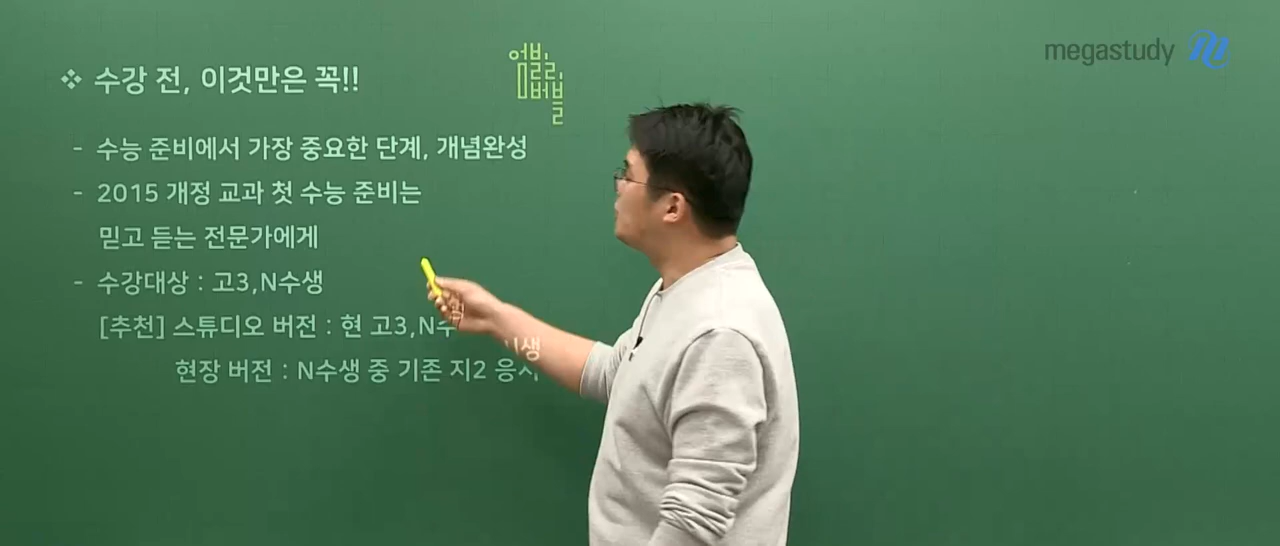 megastudy
❖ 수강 전, 이것만은 꼭!!
- 수능 준비에서 가장 중요한 단계, 개념완성
- 2015 개정 교과 첫 수능 준비는
믿고 듣는 전문가에게
- 수강대상 : 고3,N수생
[추천] 스튜디오 버전 : 현 고3,N수
현장 버전 : N수생 중 기존 지2 응시